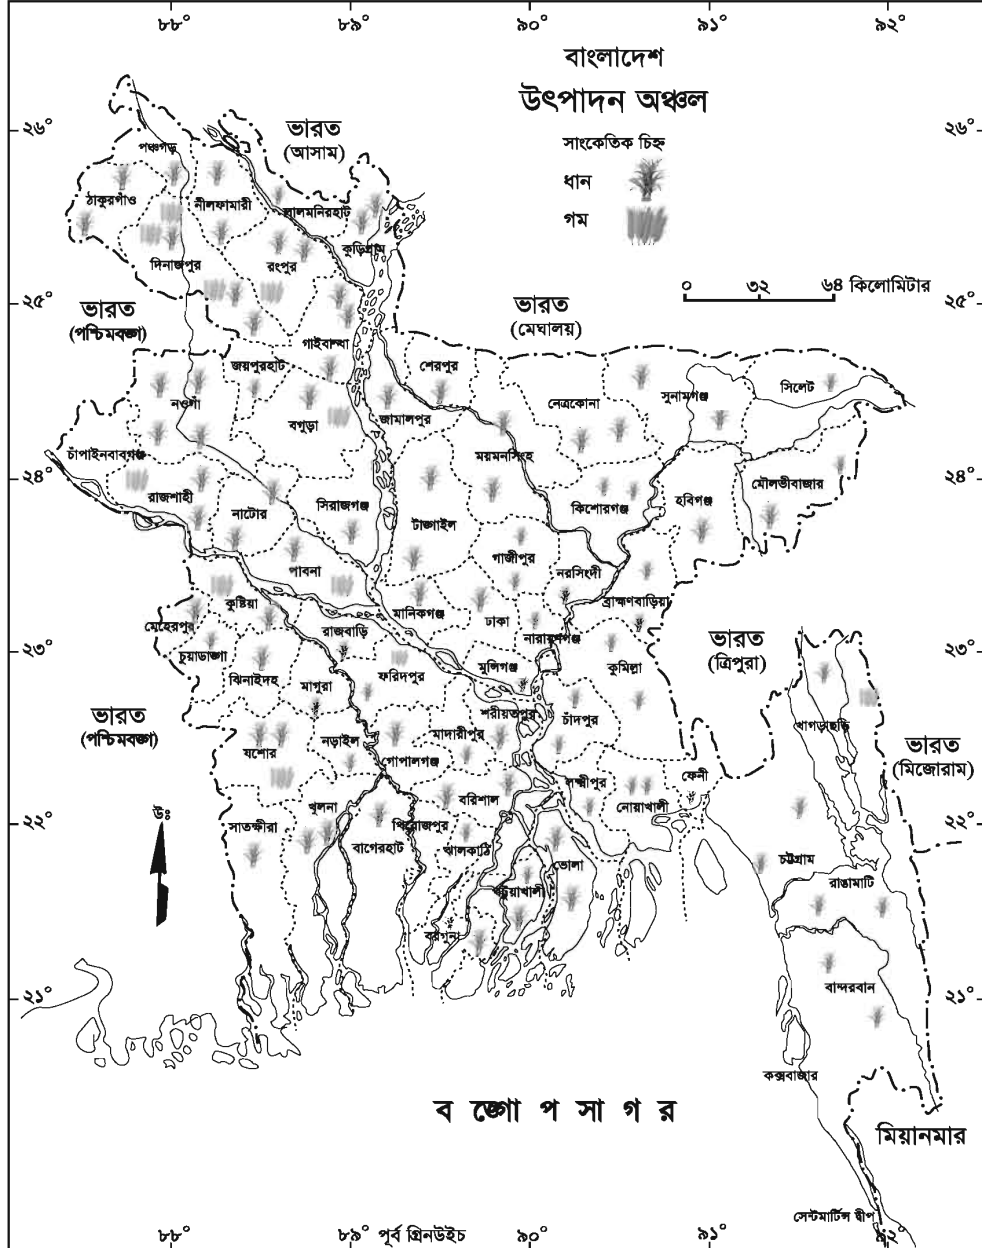 ৮৮° ৮৯° ৯০° ৯১° ৯২°
বাংলাদেশ
উৎপাদন অঞ্চল
সাংকেতিক চিহ্ন
ধান
গম
০ ৩২ ৬৪ কিলোমিটার
২৬° ২৬°
ভারত
(আসাম)
পঞ্চগড়
ঠাকুরগাঁও
নীলফামারী
লালমনিরহাট
কুড়িগ্রাম
দিনাজপুর
রংপুর
২৫° ২৫°
ভারত
(পশ্চিমবঙ্গ)
ভারত
(মেঘালয়)
গাইবান্ধা
জয়পুরহাট
শেরপুর
নওগাঁ
বগুড়া
জামালপুর
নেত্রকোনা
সুনামগঞ্জ
সিলেট
চাঁপাইনবাবগঞ্জ
ময়মনসিংহ
২৪° ২৪°
রাজশাহী
নাটোর
সিরাজগঞ্জ
টাঙ্গাইল
কিশোরগঞ্জ
হবিগঞ্জ
মৌলভীবাজার
পাবনা
গাজীপুর
নরসিংদী
ব্রাহ্মণবাড়িয়া
কুষ্টিয়া
মানিকগঞ্জ
ঢাকা
নারায়ণগঞ্জ
মেহেরপুর
চুয়াডাঙ্গা
রাজবাড়ি
২৩° ২৩°
ভারত
(ত্রিপুরা)
ঝিনাইদহ
মাগুরা
ফরিদপুর
মুন্সিগঞ্জ
কুমিল্লা
ভারত
(পশ্চিমবঙ্গ)
যশোর
নড়াইল
গোপালগঞ্জ
মাদারীপুর
শরীয়তপুর
চাঁদপুর
খাগড়াছড়ি
ভারত
(মিজোরাম)
লক্ষ্মীপুর
নোয়াখালী
ফেনী
উঃ
সাতক্ষীরা
খুলনা
বাগেরহাট
পিরোজপুর
বরিশাল
ঝালকাঠি
ভোলা
২২° ২২°
চট্টগ্রাম
রাঙামাটি
পটুয়াখালী
বরগুনা
২১° ২১°
বান্দরবান
কক্সবাজার
ব ঙ্গো প সা গ র
মিয়ানমার
সেন্টমার্টিন্স দ্বীপ
৮৮° ৮৯° পূর্ব গ্রিনউইচ ৯০° ৯১° ৯২°